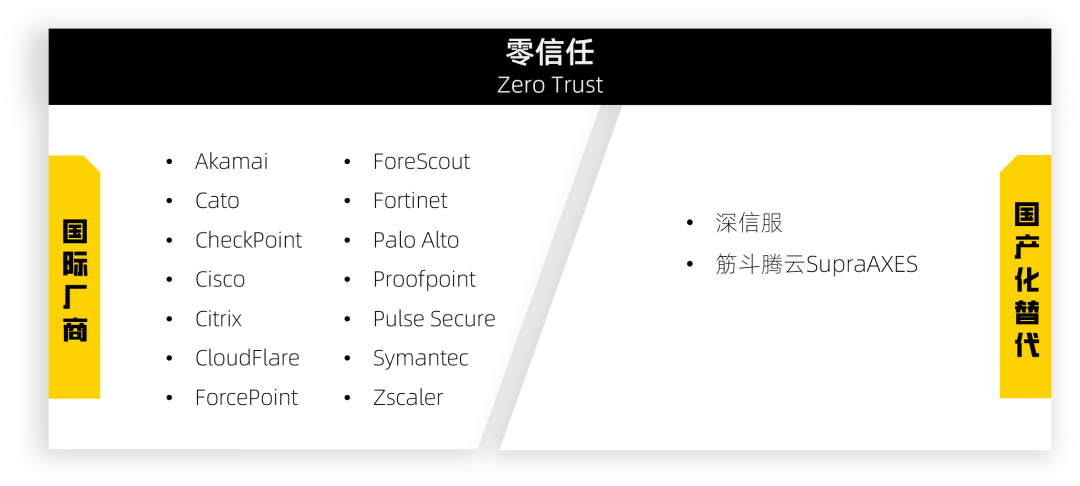 零信任
Zero Trust
国际厂商
• Akamai
• Cato
• CheckPoint
• Cisco
• Citrix
• CloudFlare
• ForcePoint
• ForeScout
• Fortinet
• Palo Alto
• Proofpoint
• Pulse Secure
• Symantec
• Zscaler
• 深信服
• 筋斗腾云SupraAXES
国产化替代